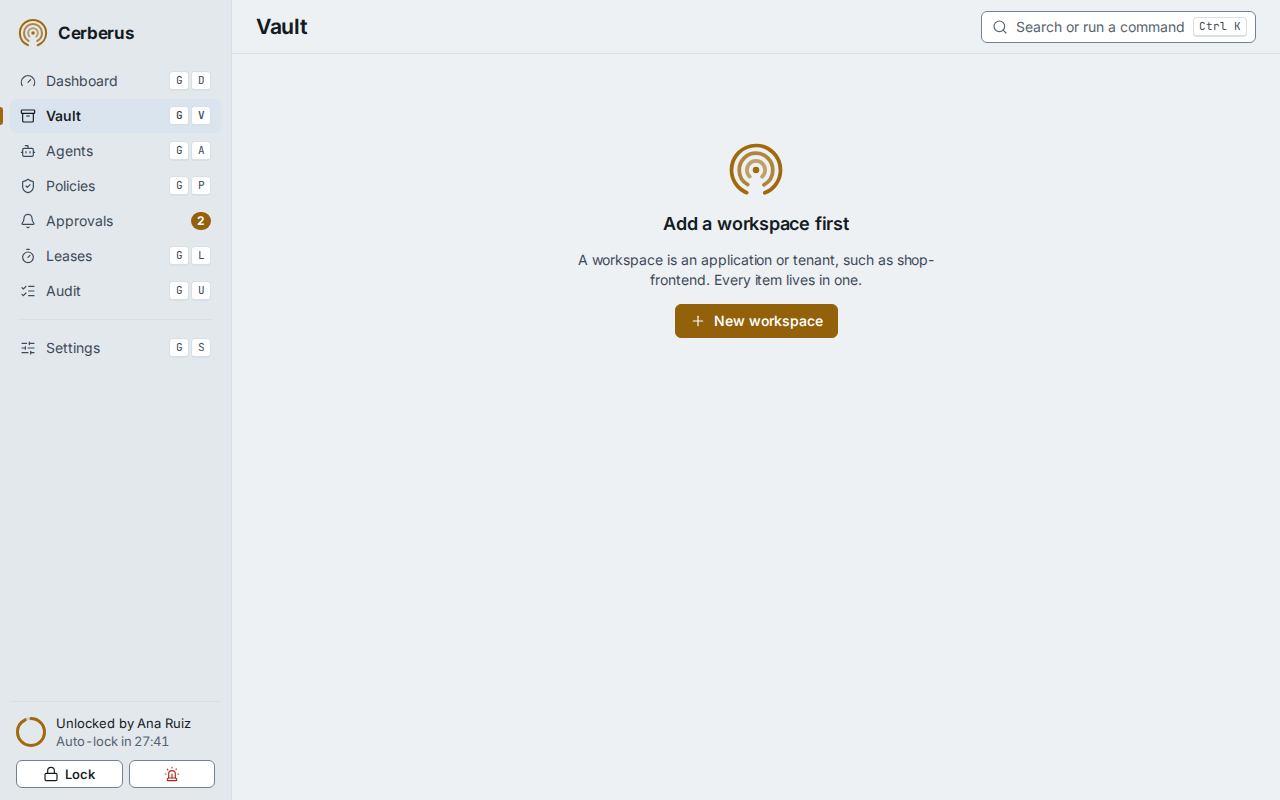 Cerberus
Dashboard G D
Vault G V
Agents G A
Policies G P
Approvals 2
Leases G L
Audit G U
Settings G S
Unlocked by Ana Ruiz
Auto-lock in 27:41
Lock
Vault
Search or run a command Ctrl K
Add a workspace first
A workspace is an application or tenant, such as shop-
frontend. Every item lives in one.
New workspace